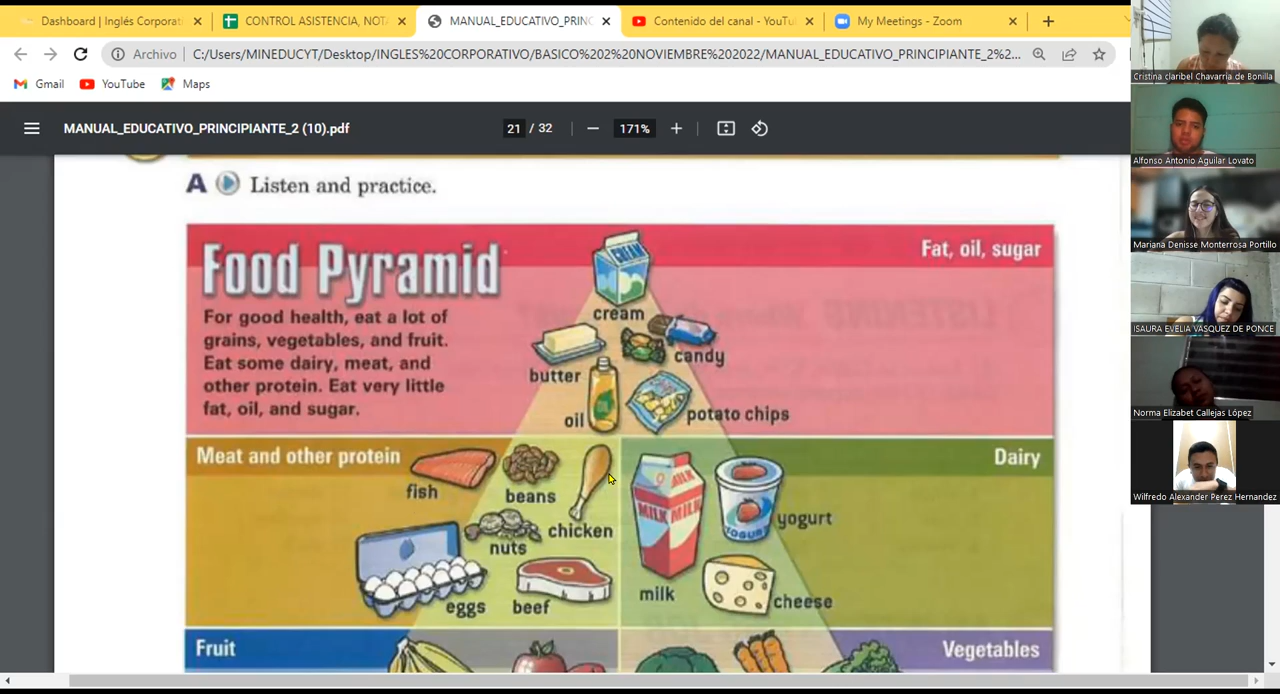 Dashboard | Inglés Corporati
CONTROL ASISTENCIA, NOT
MANUAL_EDUCATIVO_PRINC
Contenido del canal - YouTu
My Meetings - Zoom
Archivo
C:/Users/MINEDUCYT/Desktop/INGLES%20CORPORATIVO/BASICO%202%20NOVIEMBRE%202022/MANUAL_EDUCATIVO_PRINCIPIANTE_2%2...
Gmail
YouTube
Maps
MANUAL_EDUCATIVO_PRINCIPIANTE_2 (10).pdf
21 / 32
171%
A Listen and practice.
Food Pyramid
Fat, oil, sugar
For good health, eat a lot of
grains, vegetables, and fruit.
Eat some dairy, meat, and
other protein. Eat very little
fat, oil, and sugar.
CREAM
cream
candy
butter
oil
potato chips
Meat and other protein
Dairy
fish
beans
chicken
nuts
eggs
beef
MILK
MILK MILK
milk
YOGURT
yogurt
cheese
Fruit
Vegetables
Cristina claribel Chavarria de Bonilla
Alfonso Antonio Aguilar Lovato
Mariana Denisse Monterrosa Portillo
ISAURA EVELIA VASQUEZ DE PONCE
Norma Elizabet Callejas López
Wilfredo Alexander Perez Hernandez